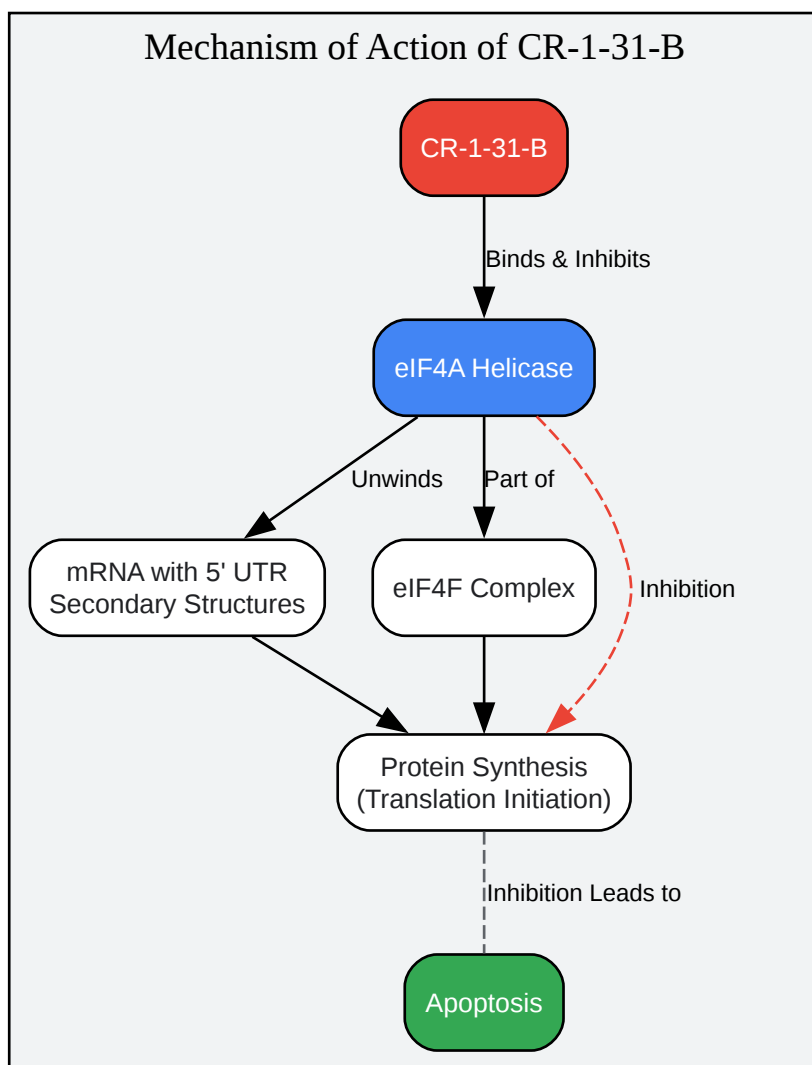 Mechanism of Action of CR-1-31-B
CR-1-31-B
Binds & Inhibits
eIF4A Helicase
Unwinds
Part of
mRNA with 5' UTR
Secondary Structures
eIF4F Complex
Inhibition
Protein Synthesis
(Translation Initiation)
Inhibition Leads to
Apoptosis